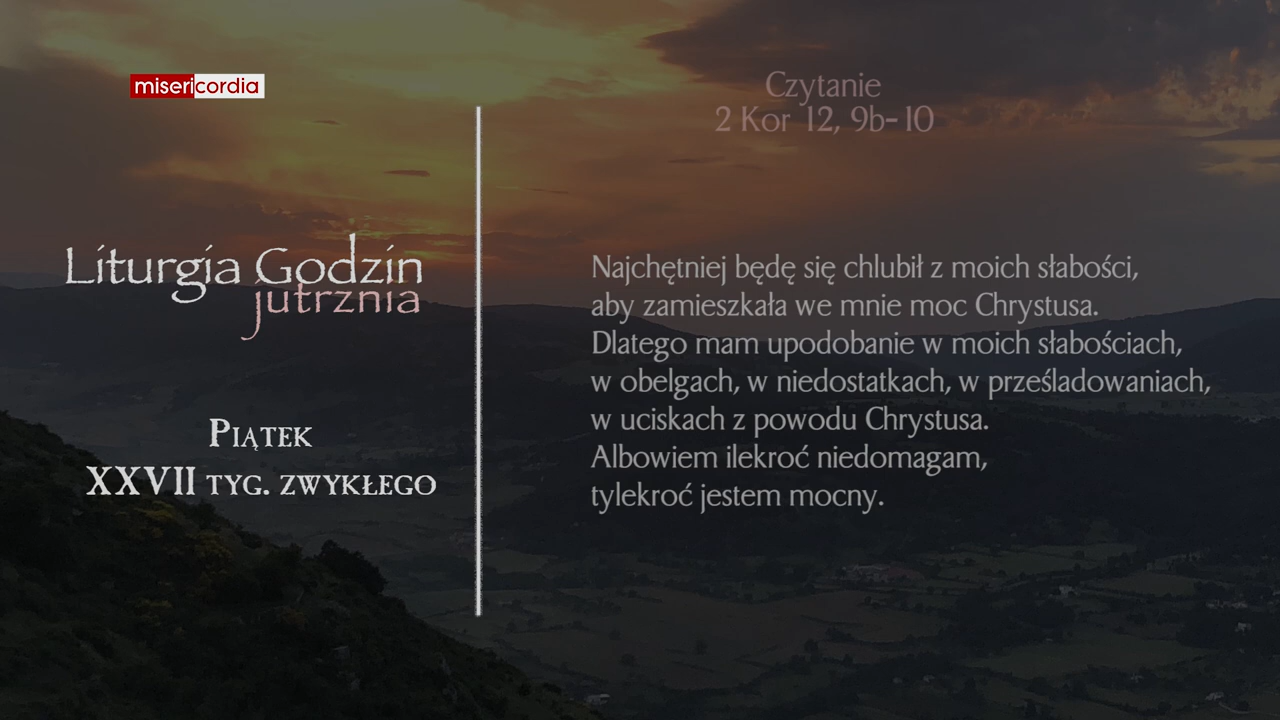 misericordia
Liturgia Godzin
jutrznia
Piątek
XXVII tyg. zwykłego
Czytanie
2 Kor 12, 9b-10
Najchętniej będę się chlubił z moich słabości,
aby zamieszkała we mnie moc Chrystusa.
Dlatego mam upodobanie w moich słabościach,
w obelgach, w niedostatkach, w prześladowaniach,
w uciskach z powodu Chrystusa.
Albowiem ilekroć niedomagam,
tylekroć jestem mocny.